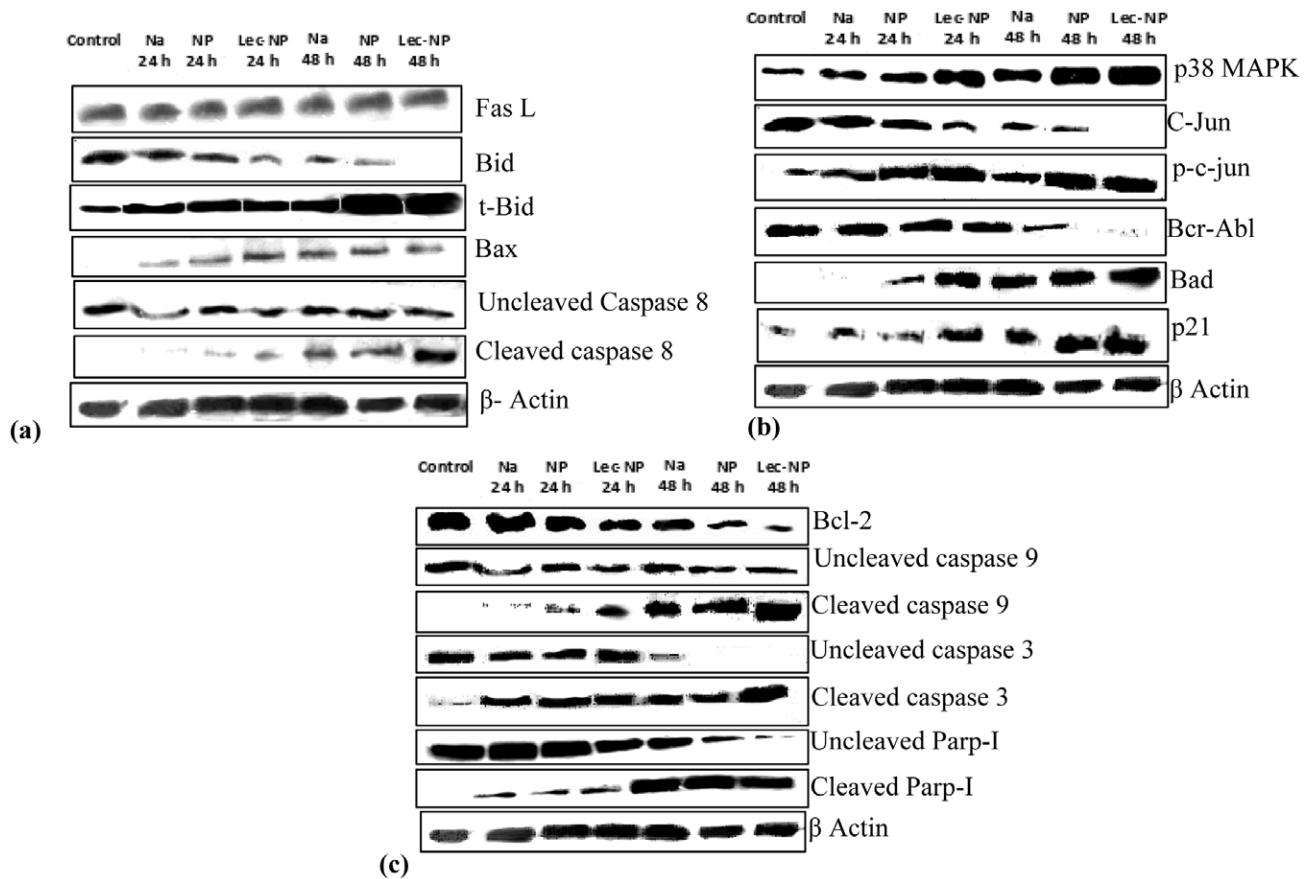 Control Na NP Lec-NP Na NP Lec-NP
24 h 24 h 24 h 48 h 48 h 48 h
Fas L
Bid
t-Bid
Bax
Uncleaved Caspase 8
Cleaved caspase 8
β- Actin
(a)
Control Na NP Lec-NP Na NP Lec-NP
24 h 24 h 24 h 48 h 48 h 48 h
p38 MAPK
C-Jun
p-c-jun
Bcr-Abl
Bad
p21
β Actin
(b)
Control Na NP Lec-NP Na NP Lec-NP
24 h 24 h 24 h 48 h 48 h 48 h
Bcl-2
Uncleaved caspase 9
Cleaved caspase 9
Uncleaved caspase 3
Cleaved caspase 3
Uncleaved Parp-I
Cleaved Parp-I
β Actin
(c)